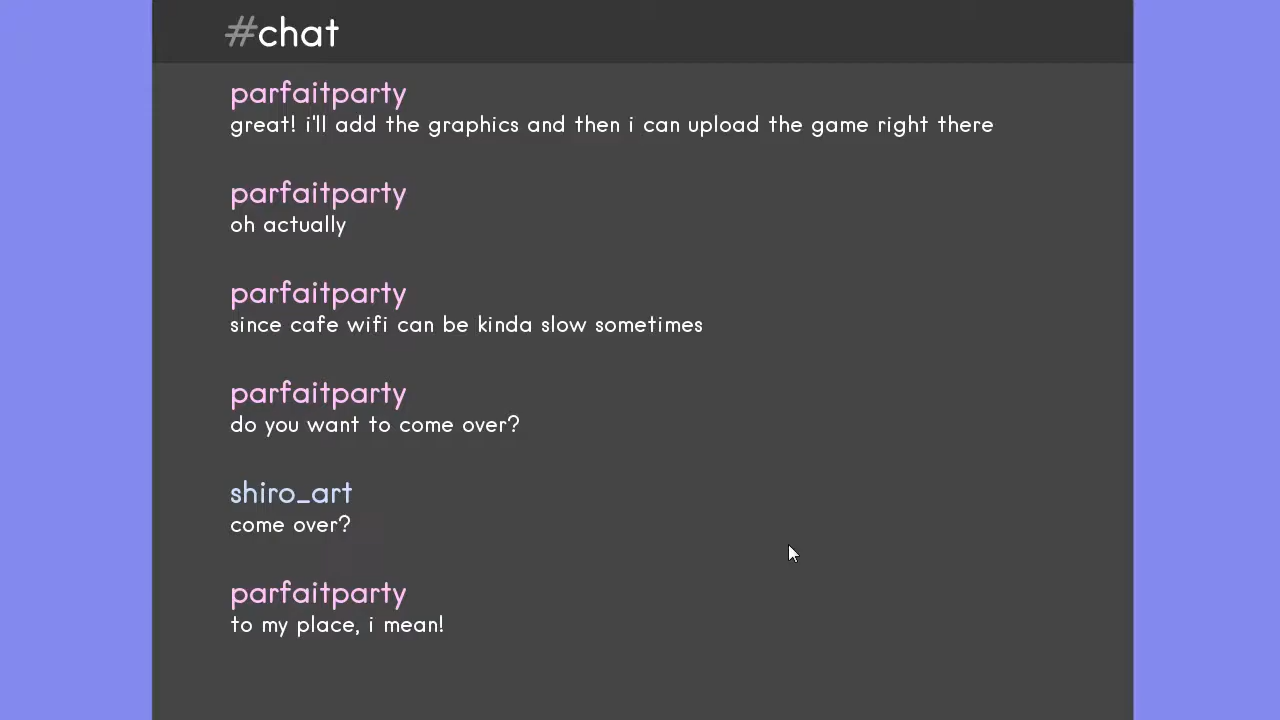 #chat
parfaitparty
great! i'll add the graphics and then i can upload the game right there
parfaitparty
oh actually
parfaitparty
since cafe wifi can be kinda slow sometimes
parfaitparty
do you want to come over?
shiro_art
come over?
parfaitparty
to my place, i mean!